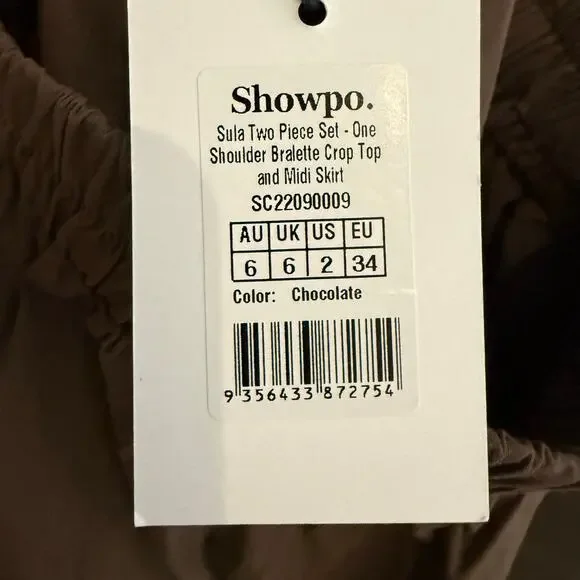 Showpo.
Sula Two Piece Set - One
Shoulder Bralette Crop Top
and Midi Skirt
SC22090009
AU UK US EU
6 6 2 34
Color: Chocolate
9 356433 872754